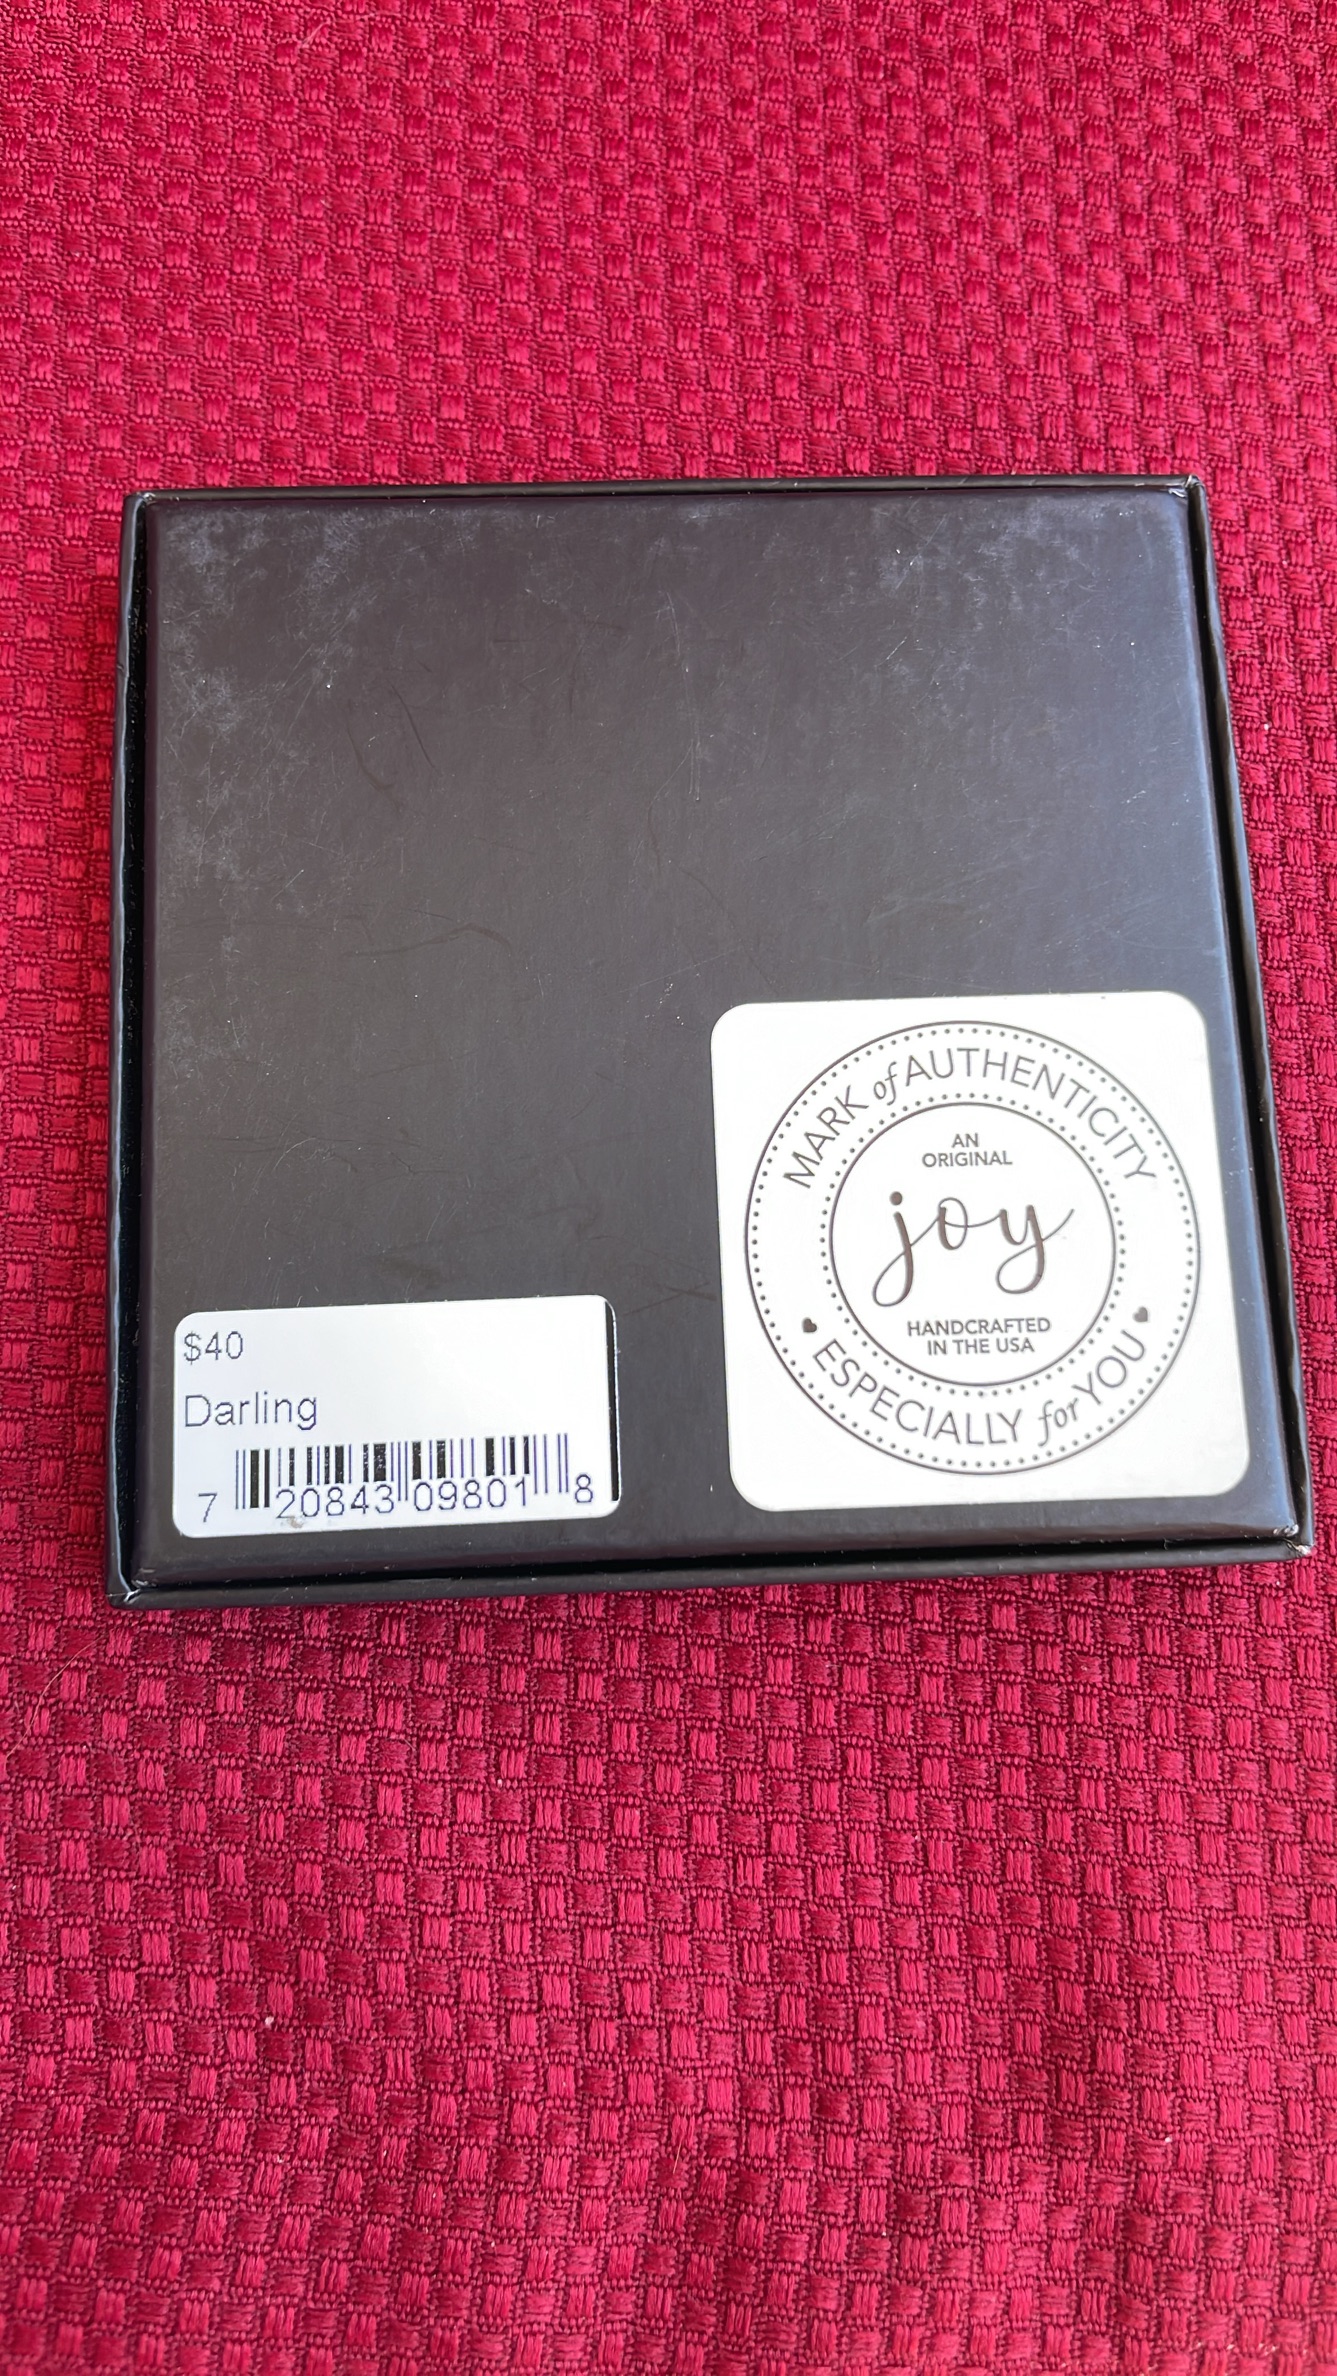 MARK of AUTHENTICITY
AN
ORIGINAL
joy
HANDCRAFTED
IN THE USA
ESPECIALLY for YOU
$40
Darling
7 20843 09801 8